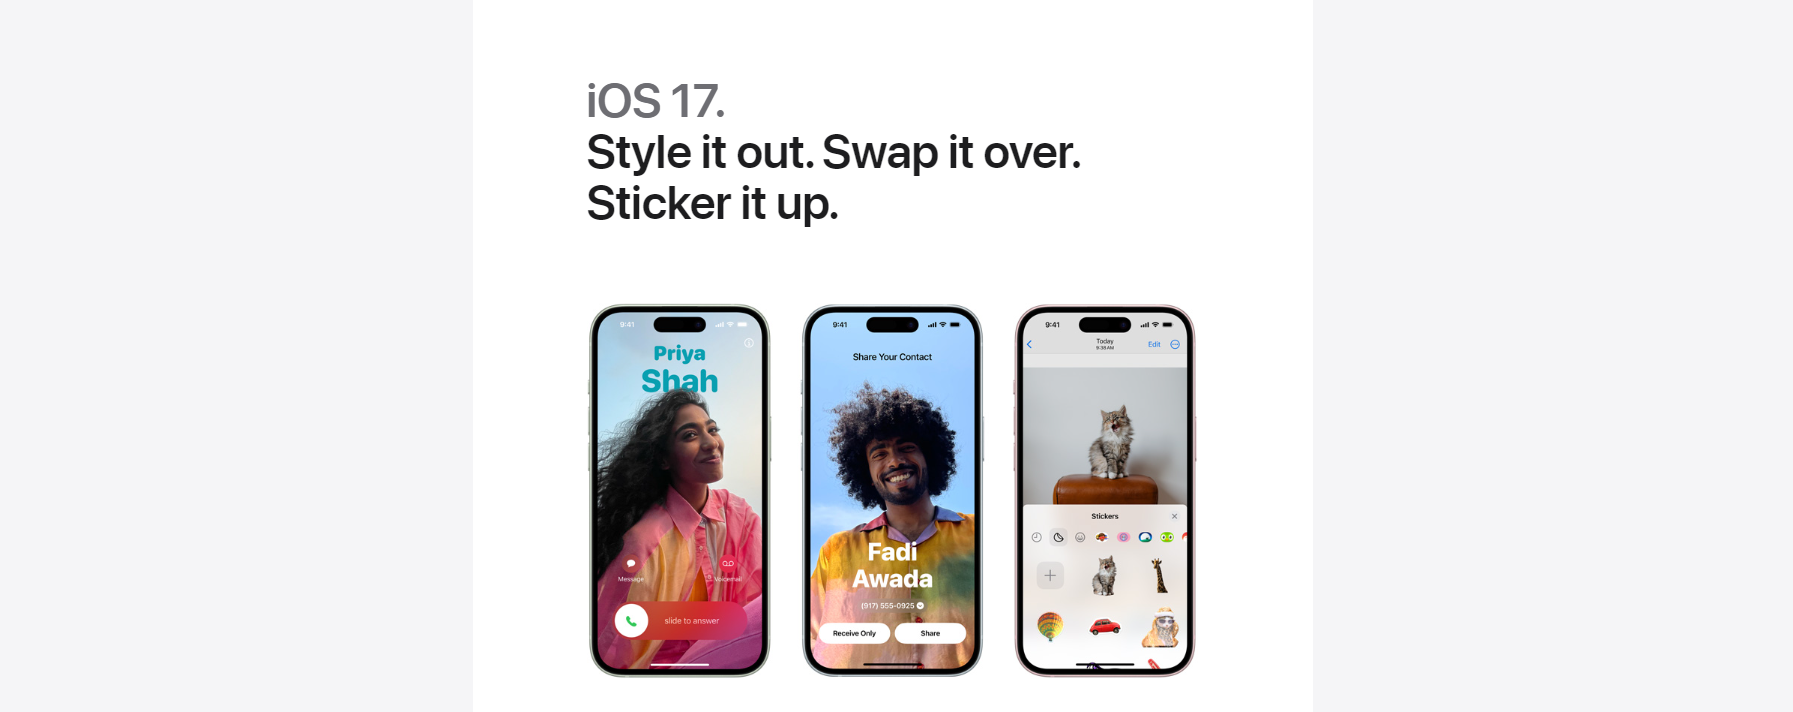 iOS 17.
Style it out. Swap it over.
Sticker it up.
9:41
Priya
Shah
Message
Voicemail
slide to answer
9:41
Share Your Contact
Fadi
Awada
(917) 555-0925
Receive Only
Share
9:41
Today
9:38 AM
Edit
Stickers